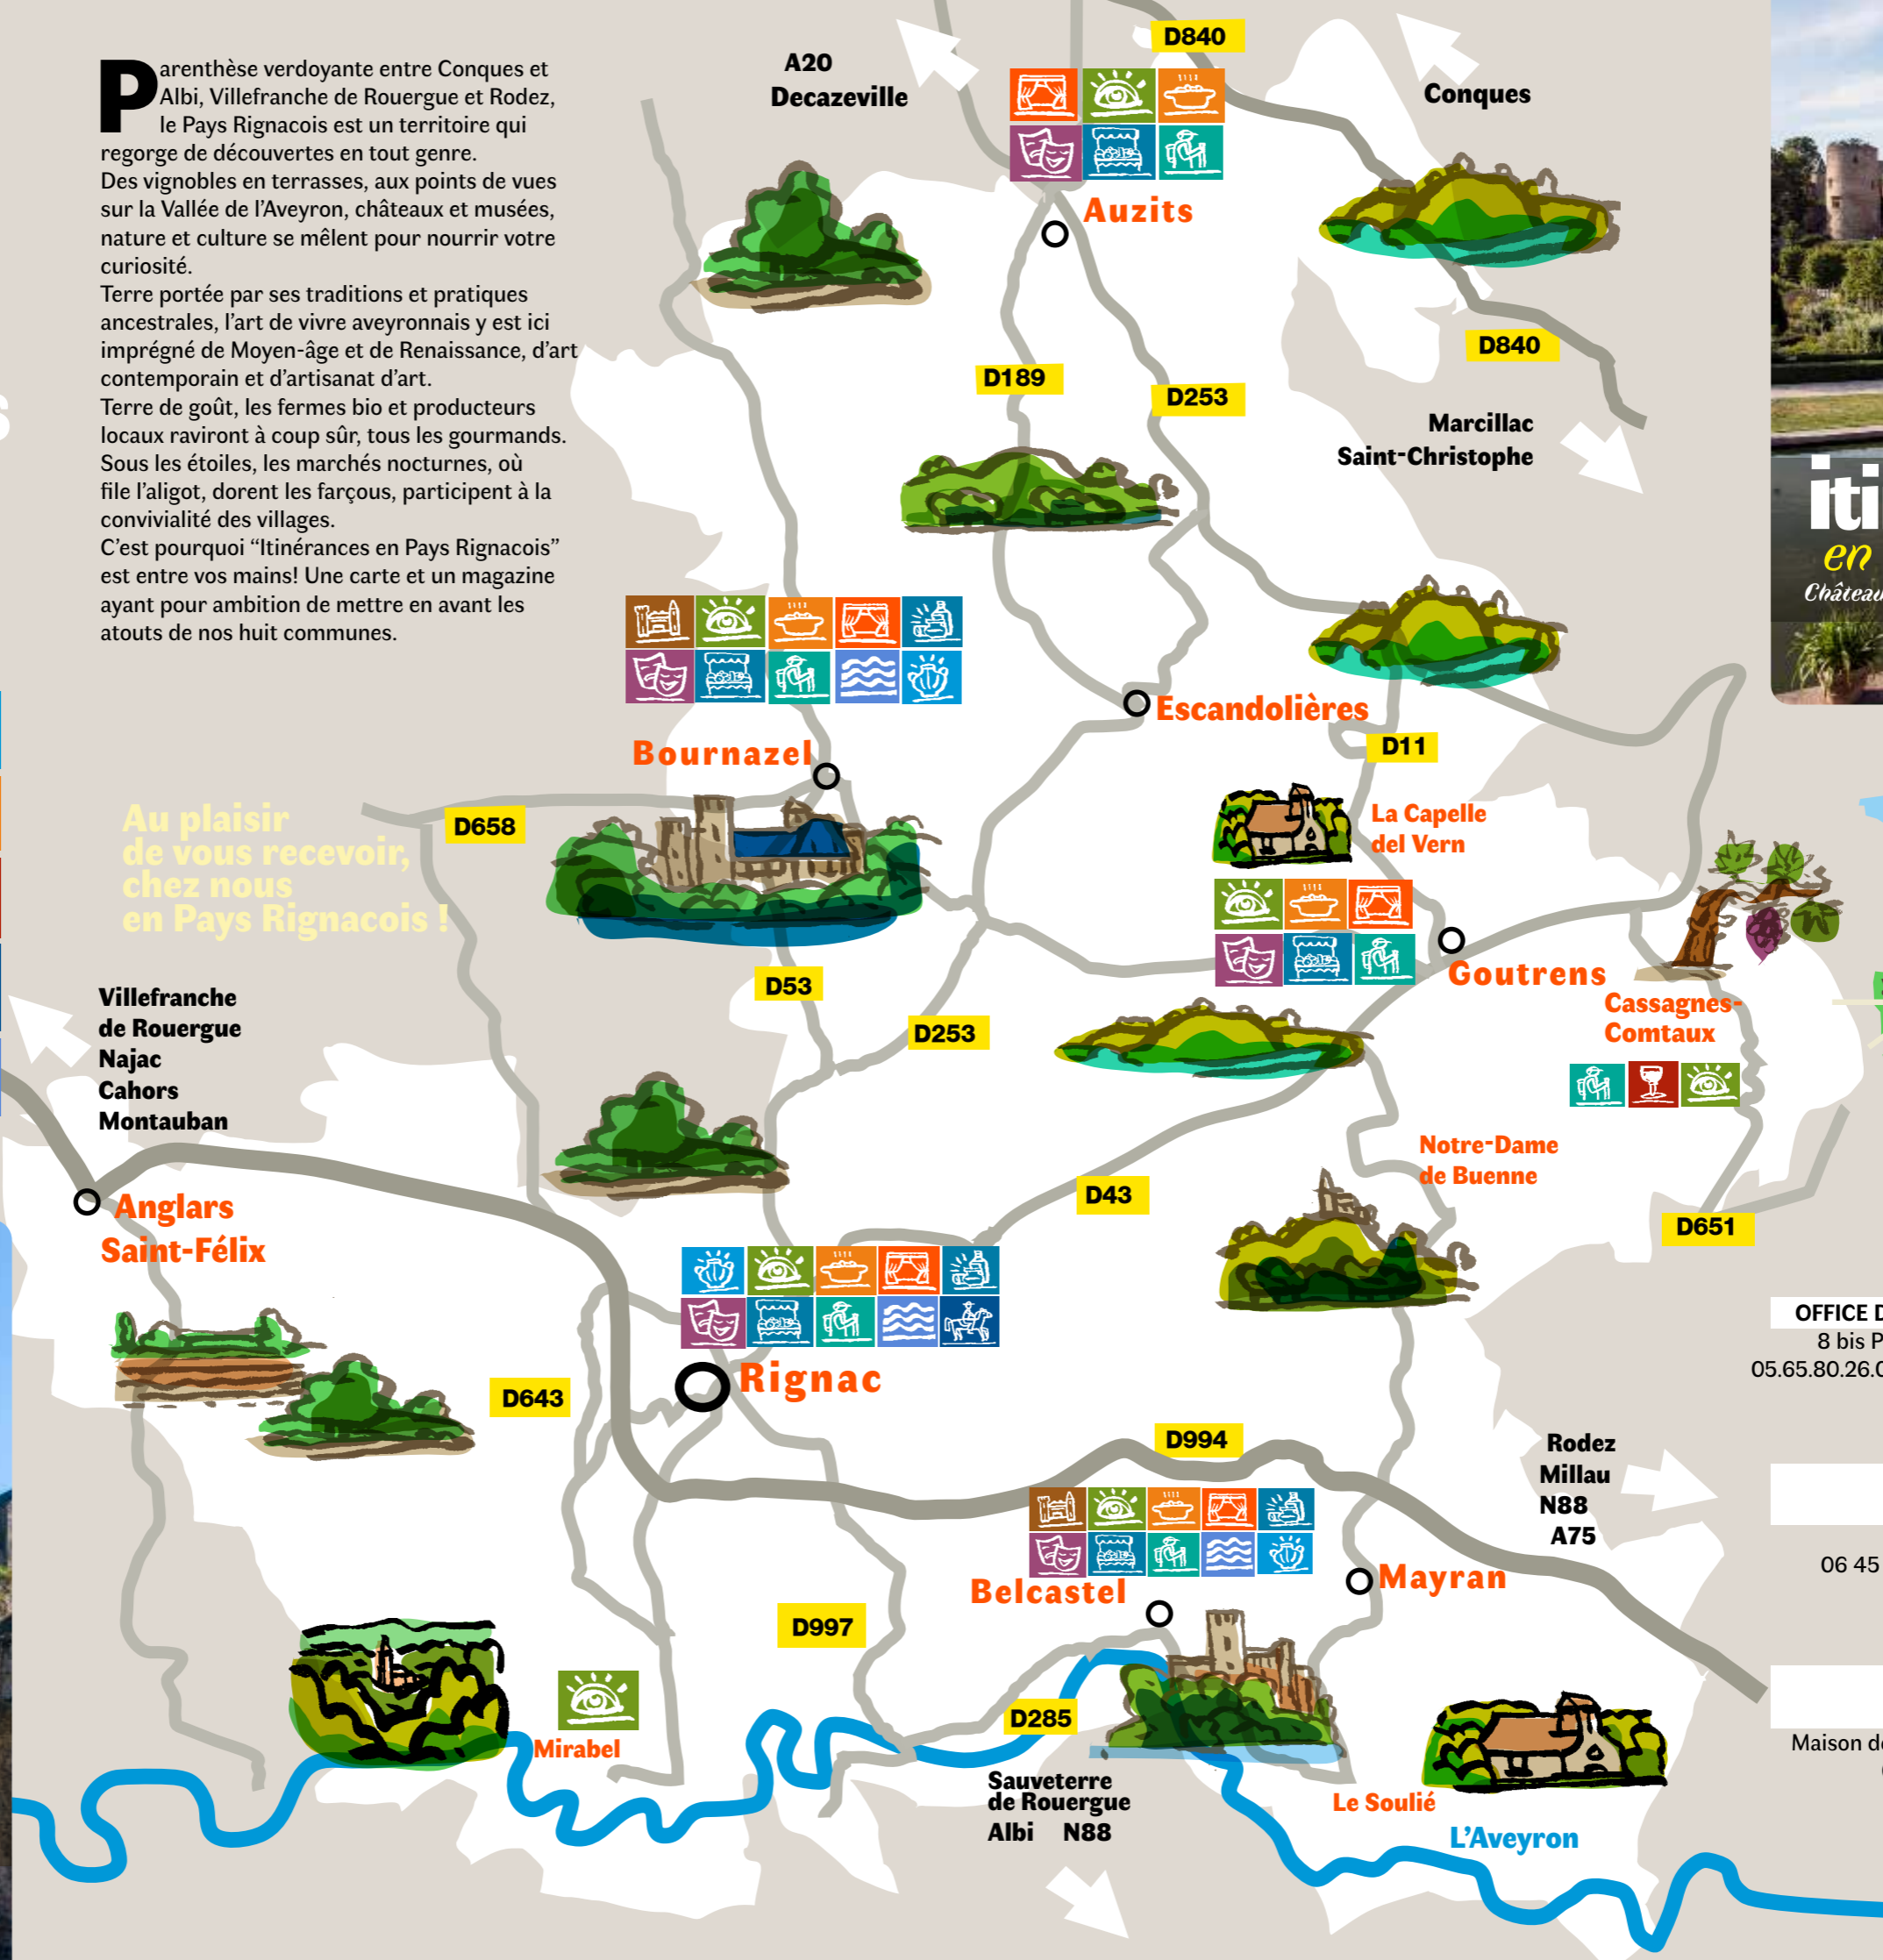 Parenthèse verdoyante entre Conques et
Albi, Villefranche de Rouergue et Rodez,
le Pays Rignacois est un territoire qui
regorge de découvertes en tout genre.
Des vignobles en terrasses, aux points de vues
sur la Vallée de l'Aveyron, châteaux et musées,
nature et culture se mêlent pour nourrir votre
curiosité.
Terre portée par ses traditions et pratiques
ancestrales, l'art de vivre aveyronnais y est ici
imprégné de Moyen-âge et de Renaissance, d'art
contemporain et d'artisanat d'art.
Terre de goût, les fermes bio et producteurs
locaux raviront à coup sûr, tous les gourmands.
Sous les étoiles, les marchés nocturnes, où
file l'aligot, dorent les farçous, participent à la
convivialité des villages.
C'est pourquoi “Itinérances en Pays Rignacois”
est entre vos mains! Une carte et un magazine
ayant pour ambition de mettre en avant les
atouts de nos huit communes.
Au plaisir
de vous recevoir,
chez nous
en Pays Rignacois !
A20
Decazeville
D840
Conques
Auzits
D840
D189
D253
Marcillac
Saint-Christophe
Escandolières
Bournazel
D11
D658
La Capelle
del Vern
Goutrens
D53
D253
Cassagnes-
Comtaux
Villefranche
de Rouergue
Najac
Cahors
Montauban
Notre-Dame
de Buenne
D43
D651
Anglars
Saint-Félix
Rignac
D643
D994
Rodez
Millau
N88
A75
Belcastel
Mayran
D997
D285
Mirabel
Sauveterre
de Rouergue
Albi N88
Le Soulié
L'Aveyron
s
iti
en
Château
OFFICE D
8 bis P
05.65.80.26.0
06 45
Maison de